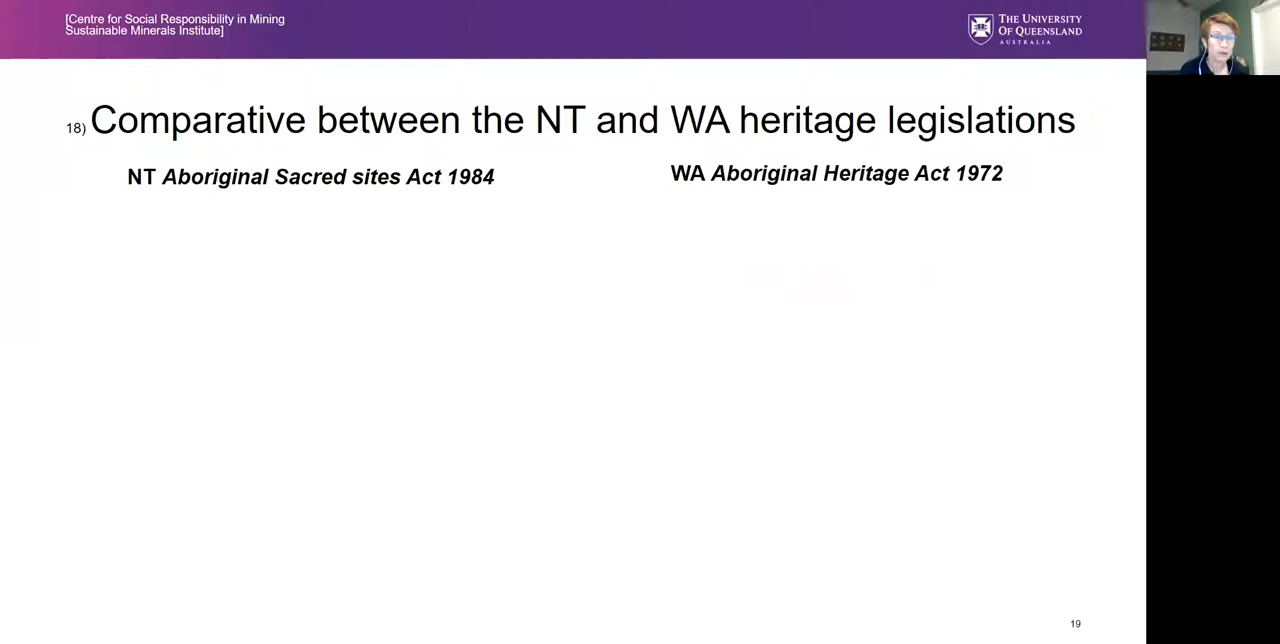 [Centre for Social Responsibility in Mining
Sustainable Minerals Institute]
THE UNIVERSITY
OF QUEENSLAND
AUSTRALIA
18) Comparative between the NT and WA heritage legislations
NT Aboriginal Sacred sites Act 1984
WA Aboriginal Heritage Act 1972
19